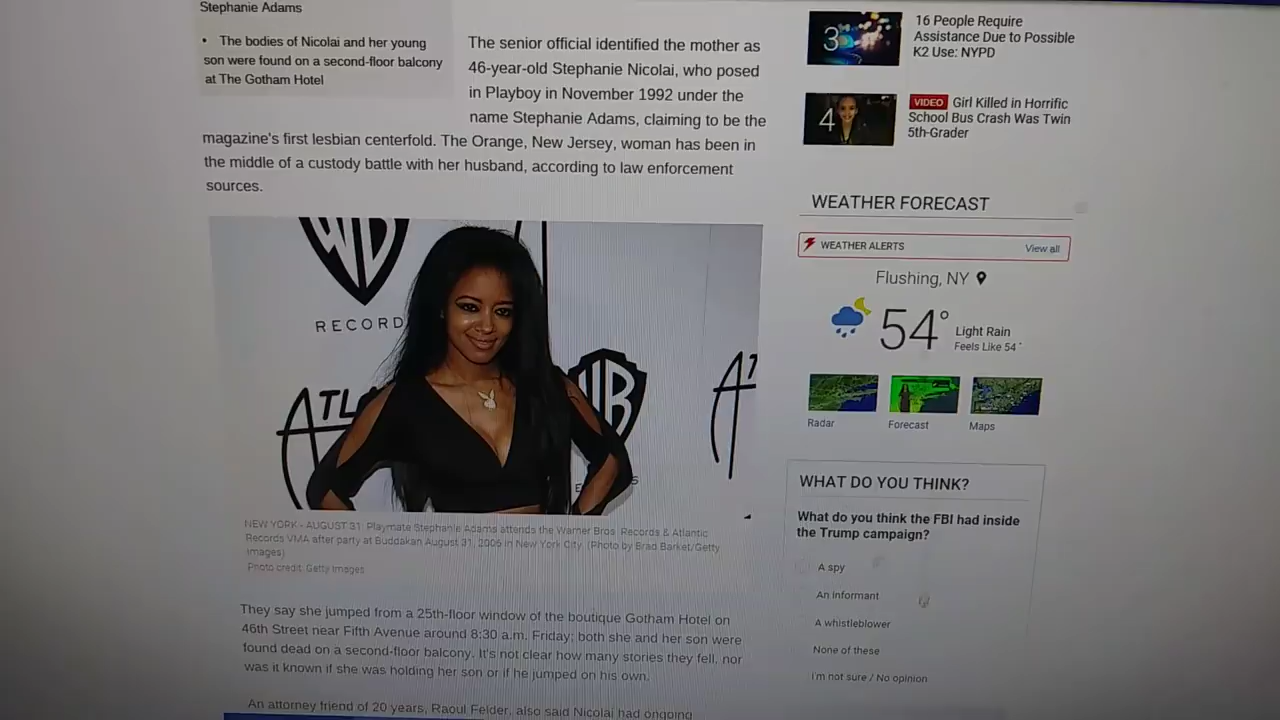 Stephanie Adams
• The bodies of Nicolai and her young
son were found on a second-floor balcony
at The Gotham Hotel
The senior official identified the mother as
46-year-old Stephanie Nicolai, who posed
in Playboy in November 1992 under the
name Stephanie Adams, claiming to be the
magazine's first lesbian centerfold. The Orange, New Jersey, woman has been in
the middle of a custody battle with her husband, according to law enforcement
sources.
WB
RECORD
ATL
WB
AT
NEW YORK - AUGUST 31: Playmate Stephanie Adams attends the Warner Bros. Records & Atlantic
Records VMA after party at Buddakan August 31, 2006 in New York City. (Photo by Brad Barket/Getty
Images)
Photo credit: Getty Images
They say she jumped from a 25th-floor window of the boutique Gotham Hotel on
46th Street near Fifth Avenue around 8:30 a.m. Friday; both she and her son were
found dead on a second-floor balcony. It's not clear how many stories they fell, nor
was it known if she was holding her son or if he jumped on his own.
An attorney friend of 20 years, Raoul Felder, also said Nicolai had ongoing
3
16 People Require
Assistance Due to Possible
K2 Use: NYPD
4
VIDEO Girl Killed in Horrific
School Bus Crash Was Twin
5th-Grader
WEATHER FORECAST
WEATHER ALERTS View all
Flushing, NY
54° Light Rain
Feels Like 54°
Radar Forecast Maps
WHAT DO YOU THINK?
What do you think the FBI had inside
the Trump campaign?
A spy
An informant
A whistleblower
None of these
I'm not sure / No opinion